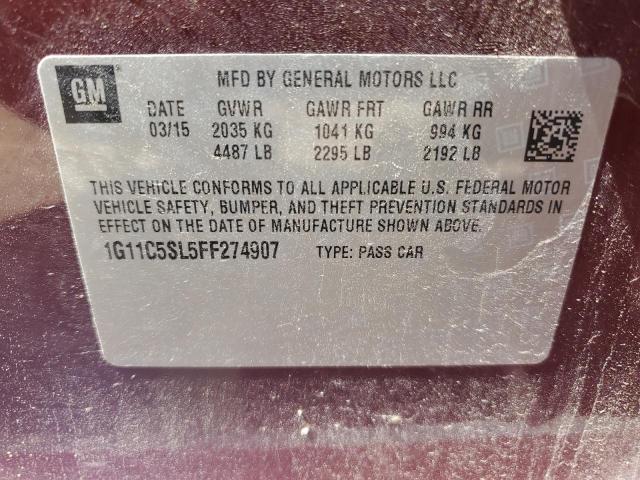 GM MFD BY GENERAL MOTORS LLC
DATE GVWR GAWR FRT GAWR RR
03/15 2035 KG 1041 KG 994 KG
4487 LB 2295 LB 2192 LB
THIS VEHICLE CONFORMS TO ALL APPLICABLE U.S. FEDERAL MOTOR
VEHICLE SAFETY, BUMPER, AND THEFT PREVENTION STANDARDS IN
EFFECT ON THE DATE OF MANUFACTURE SHOWN ABOVE.
1G11C5SL5FF274907 TYPE: PASS CAR